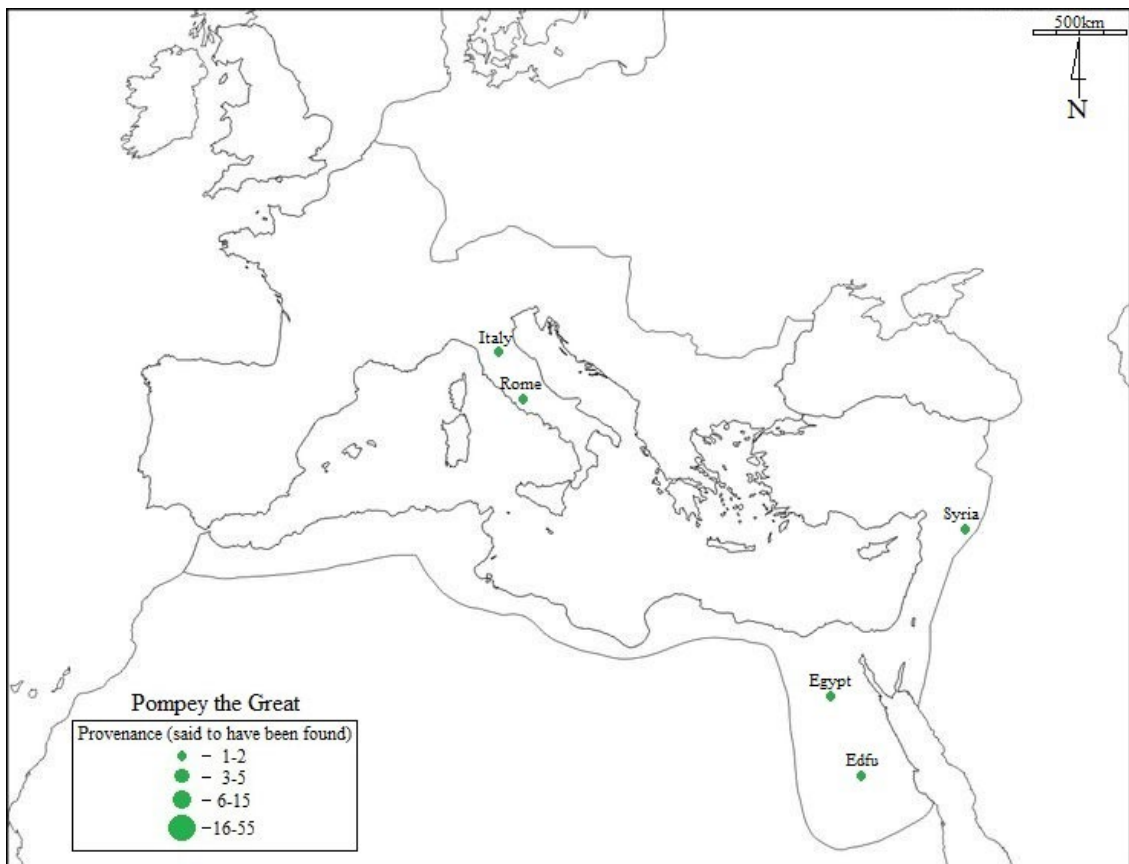 500km
N
Italy
Rome
Syria
Egypt
Edfu
Pompey the Great
Provenance (said to have been found)
– 1-2
– 3-5
– 6-15
–16-55